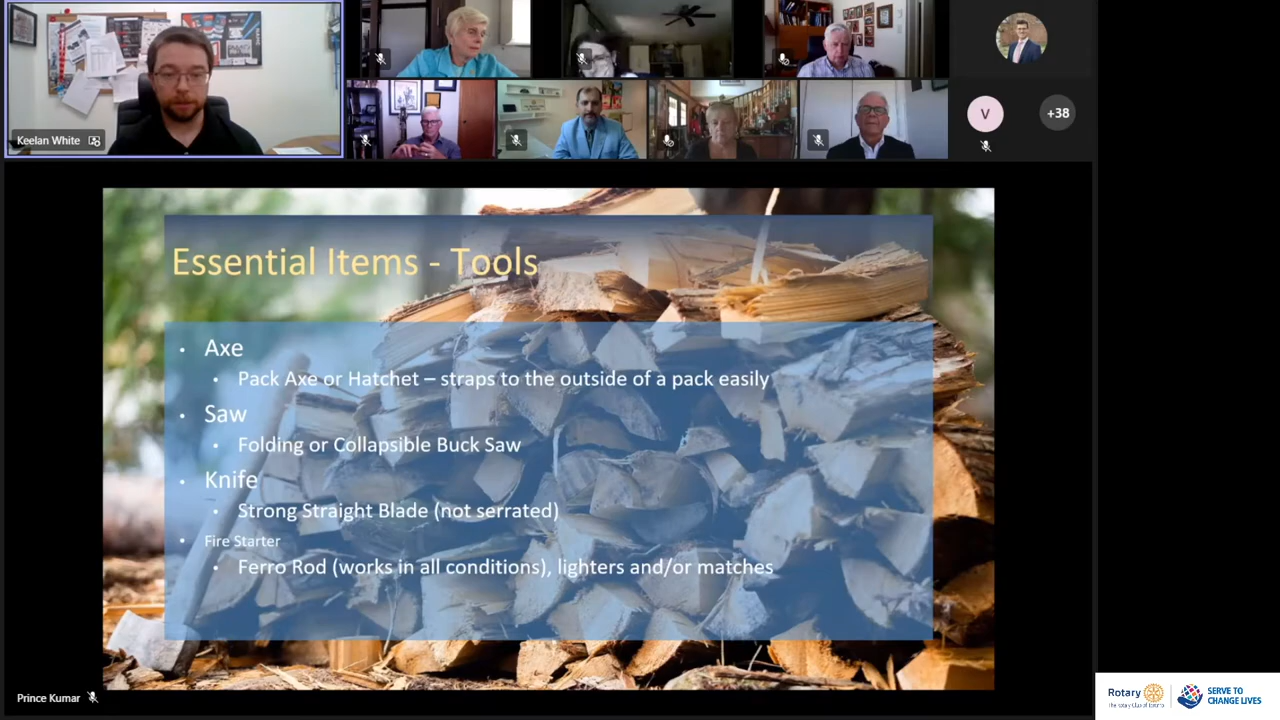 Keelan White
V
+38
Essential Items - Tools
• Axe
• Pack Axe or Hatchet – straps to the outside of a pack easily
• Saw
• Folding or Collapsible Buck Saw
• Knife
• Strong Straight Blade (not serrated)
• Fire Starter
• Ferro Rod (works in all conditions), lighters and/or matches
Prince Kumar
Rotary
SERVE TO
CHANGE LIVES